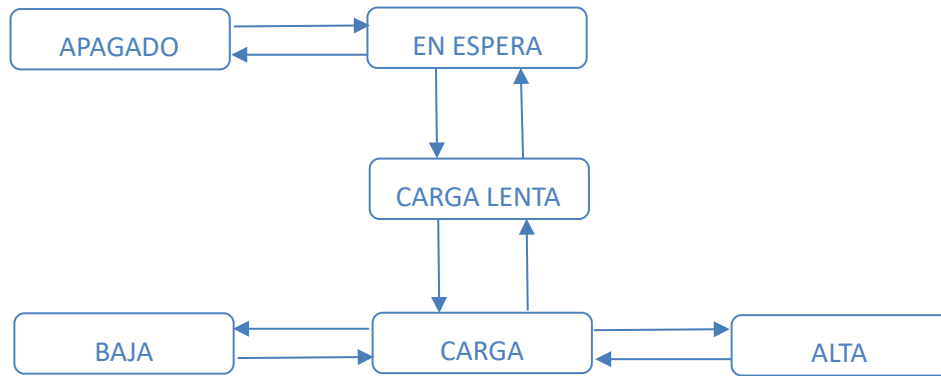 APAGADO
EN ESPERA
CARGA LENTA
BAJA
CARGA
ALTA